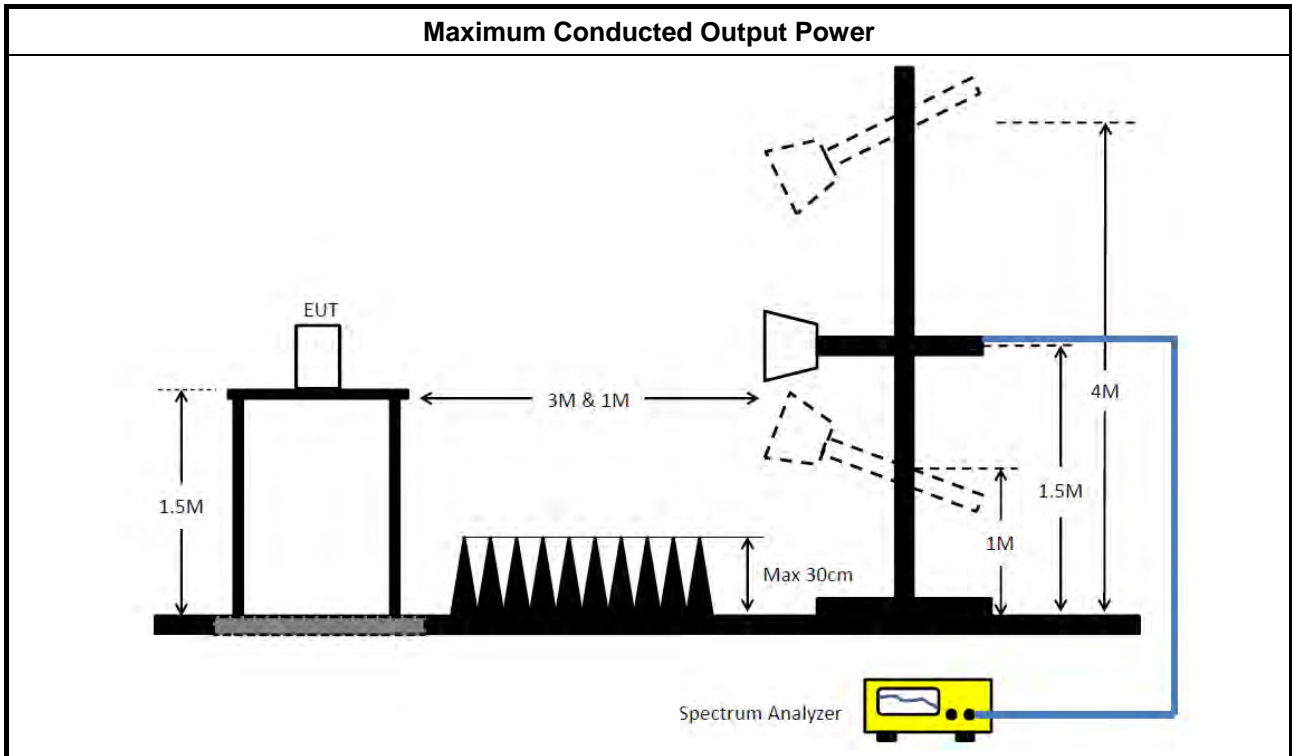 Maximum Conducted Output Power
EUT
3M & 1M
4M
1.5M
1.5M
1M
Max 30cm
Spectrum Analyzer